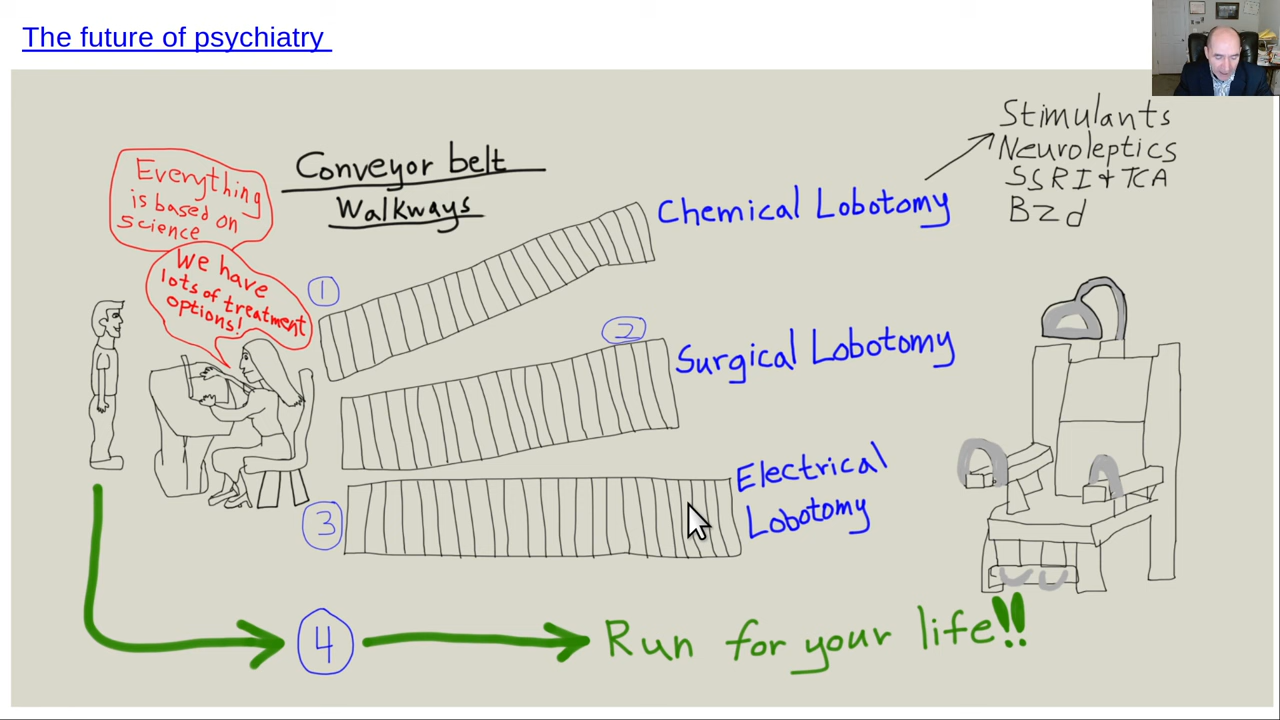 The future of psychiatry
Everything
is based on
Science
We have
lots of treatment
options!
Conveyor belt
Walkways
1
Chemical Lobotomy
Stimulants
Neuroleptics
SSRI + TCA
BZd
2
Surgical Lobotomy
3
Electrical
Lobotomy
4
Run for your life!!